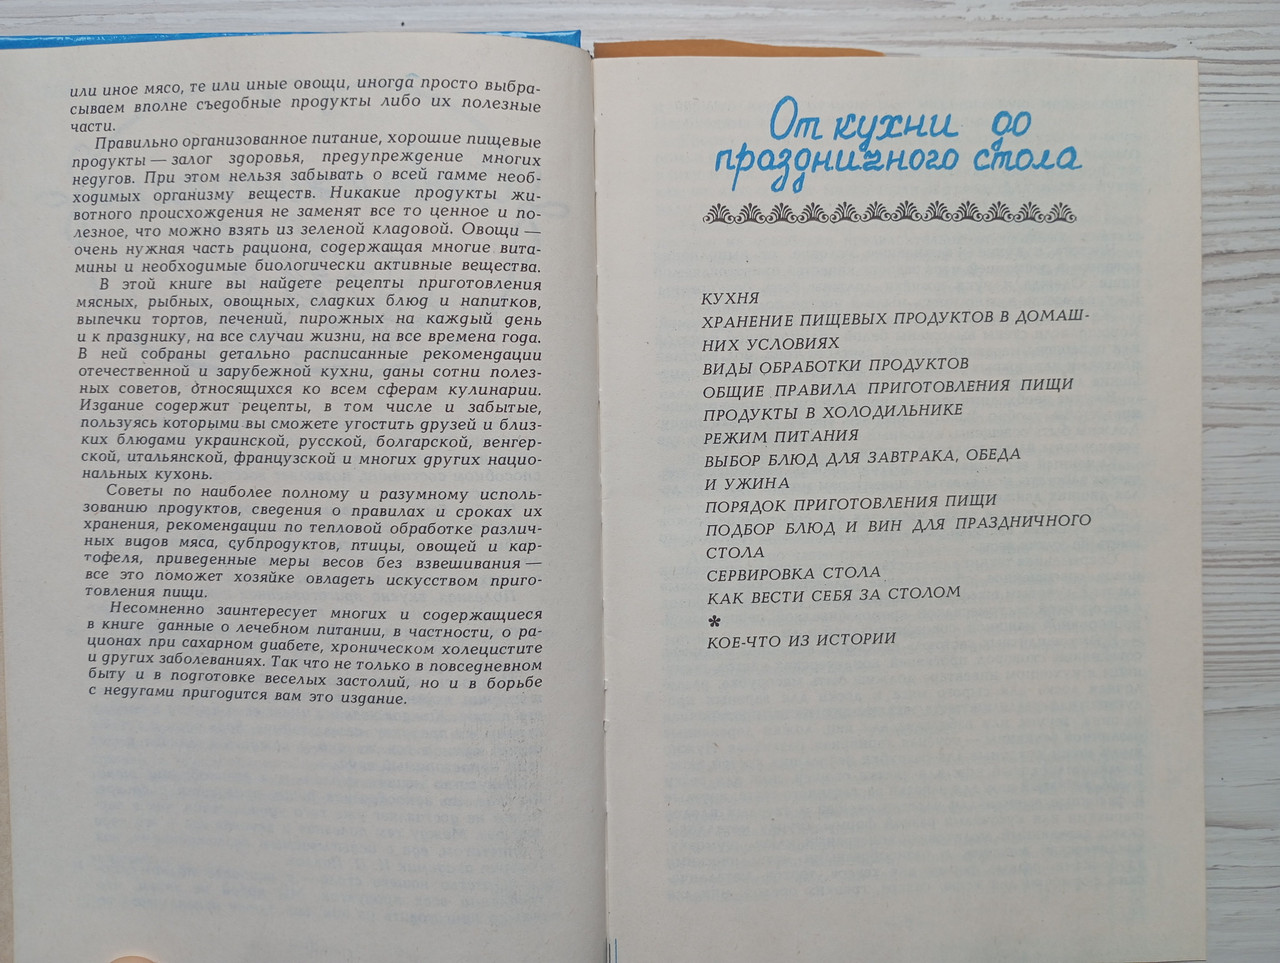 или иное мясо, те или иные овощи, иногда просто выбра-
сываем вполне съедобные продукты либо их полезные
части.
Правильно организованное питание, хорошие пищевые
продукты — залог здоровья, предупреждение многих
недугов. При этом нельзя забывать о всей гамме необ-
ходимых организму веществ. Никакие продукты жи-
вотного происхождения не заменят все то ценное и по-
лезное, что можно взять из зеленой кладовой. Овощи —
очень нужная часть рациона, содержащая многие вита-
мины и необходимые биологически активные вещества.
В этой книге вы найдете рецепты приготовления
мясных, рыбных, овощных, сладких блюд и напитков,
выпечки тортов, печений, пирожных на каждый день
и к празднику, на все случаи жизни, на все времена года.
В ней собраны детально расписанные рекомендации
отечественной и зарубежной кухни, даны сотни полез-
ных советов, относящихся ко всем сферам кулинарии.
Издание содержит рецепты, в том числе и забытые,
пользуясь которыми вы сможете угостить друзей и близ-
ких блюдами украинской, русской, болгарской, венгер-
ской, итальянской, французской и многих других нацио-
нальных кухонь.
Советы по наиболее полному и разумному исполь-
зованию продуктов, сведения о правилах и сроках их
хранения, рекомендации по тепловой обработке различ-
ных видов мяса, субпродуктов, птицы, овощей и кар-
тофеля, приведенные меры весов без взвешивания —
все это поможет хозяйке овладеть искусством приго-
товления пищи.
Несомненно заинтересует многих и содержащиеся
в книге данные о лечебном питании, в частности, о ра-
ционах при сахарном диабете, хроническом холецистите
и других заболеваниях. Так что не только в повседневном
быту и в подготовке веселых застолий, но и в борьбе
с недугами пригодится вам это издание.
От кухни до
праздничного стола
КУХНЯ
ХРАНЕНИЕ ПИЩЕВЫХ ПРОДУКТОВ В ДОМАШ-
НИХ УСЛОВИЯХ
ВИДЫ ОБРАБОТКИ ПРОДУКТОВ
ОБЩИЕ ПРАВИЛА ПРИГОТОВЛЕНИЯ ПИЩИ
ПРОДУКТЫ В ХОЛОДИЛЬНИКЕ
РЕЖИМ ПИТАНИЯ
ВЫБОР БЛЮД ДЛЯ ЗАВТРАКА, ОБЕДА
И УЖИНА
ПОРЯДОК ПРИГОТОВЛЕНИЯ ПИЩИ
ПОДБОР БЛЮД И ВИН ДЛЯ ПРАЗДНИЧНОГО
СТОЛА
СЕРВИРОВКА СТОЛА
КАК ВЕСТИ СЕБЯ ЗА СТОЛОМ
*
КОЕ-ЧТО ИЗ ИСТОРИИ